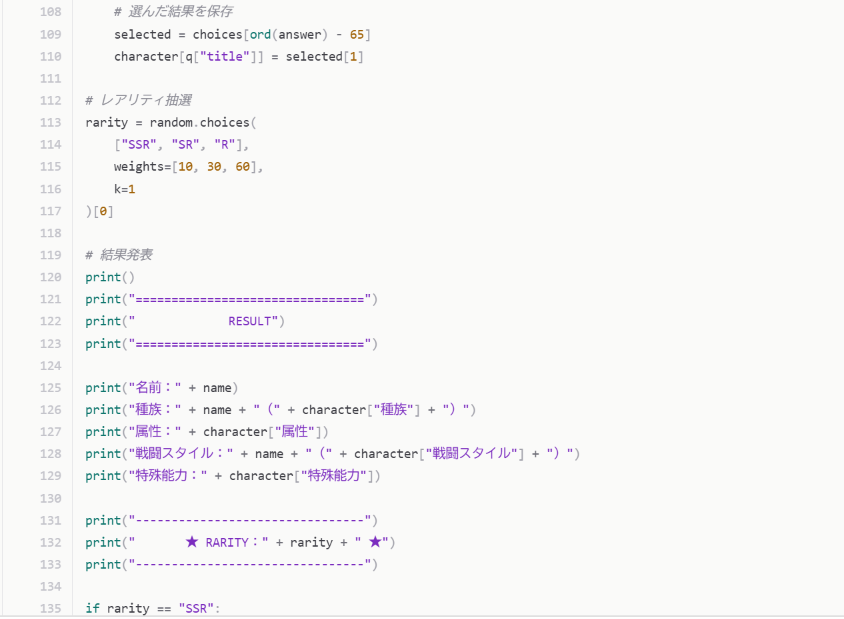 108 # 選んだ結果を保存
109 selected = choices[ord(answer) - 65]
110 character[q["title"]] = selected[1]
111
112 # レアリティ抽選
113 rarity = random.choices(
114 ["SSR", "SR", "R"],
115 weights=[10, 30, 60],
116 k=1
117 )[0]
118
119 # 結果発表
120 print()
121 print("================================")
122 print("             RESULT")
123 print("================================")
124
125 print("名前：" + name)
126 print("種族：" + name + "（" + character["種族"] + "）")
127 print("属性：" + character["属性"])
128 print("戦闘スタイル：" + name + "（" + character["戦闘スタイル"] + "）")
129 print("特殊能力：" + character["特殊能力"])
130
131 print("--------------------------------")
132 print("       ★ RARITY：" + rarity + " ★")
133 print("--------------------------------")
134
135 if rarity == "SSR":